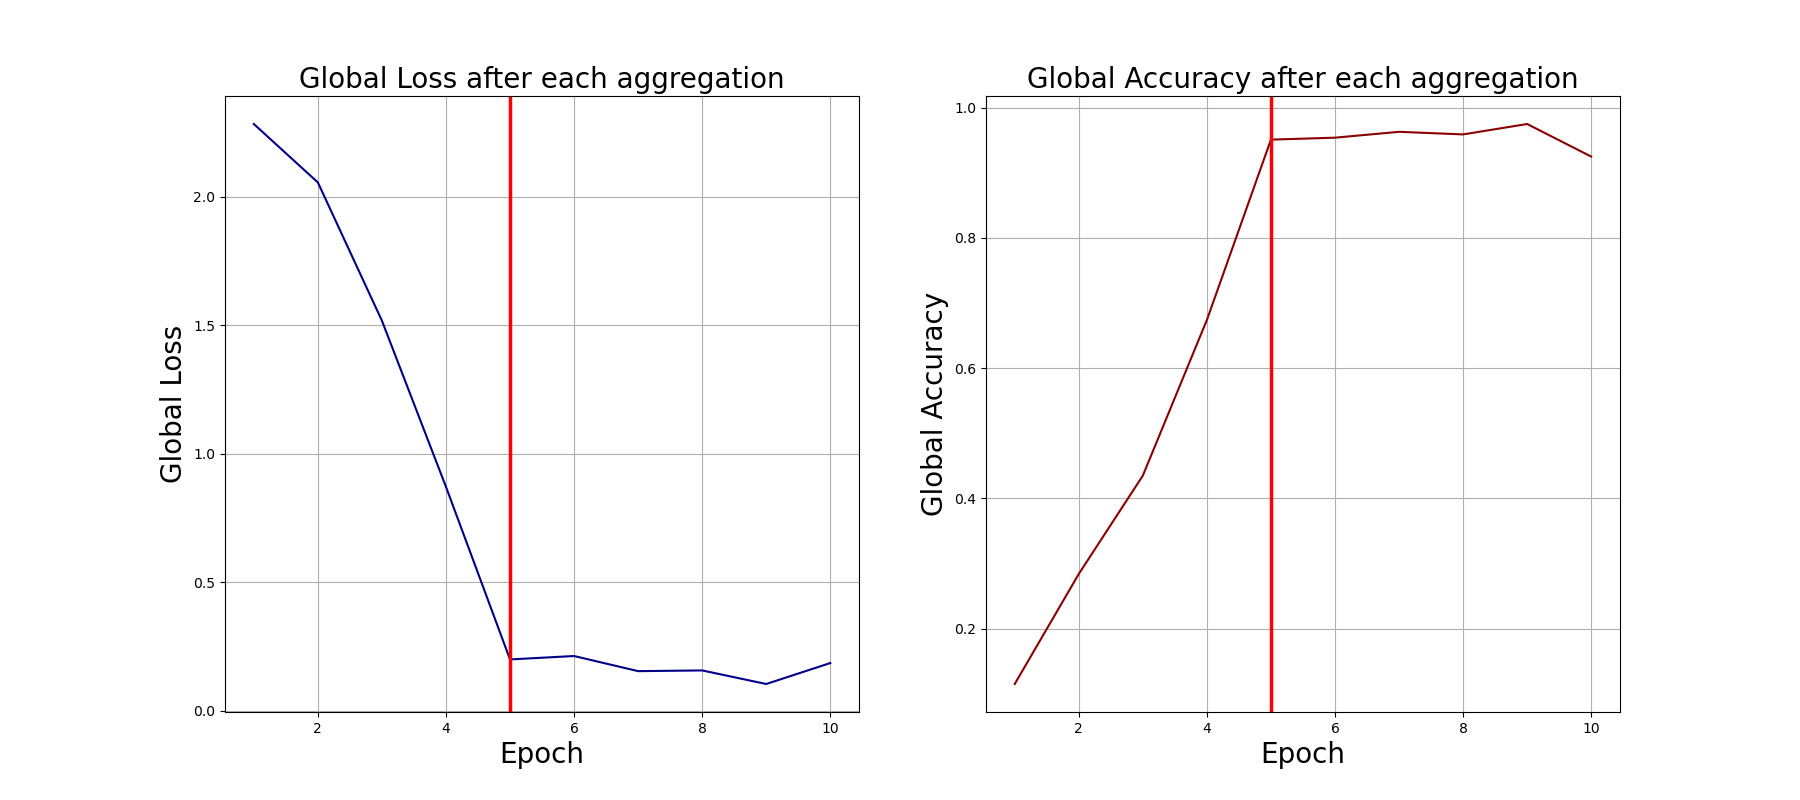 Global Loss after each aggregation
Global Loss
2.0
1.5
1.0
0.5
0.0
2 4 6 8 10
Epoch
Global Accuracy after each aggregation
Global Accuracy
1.0
0.8
0.6
0.4
0.2
2 4 6 8 10
Epoch